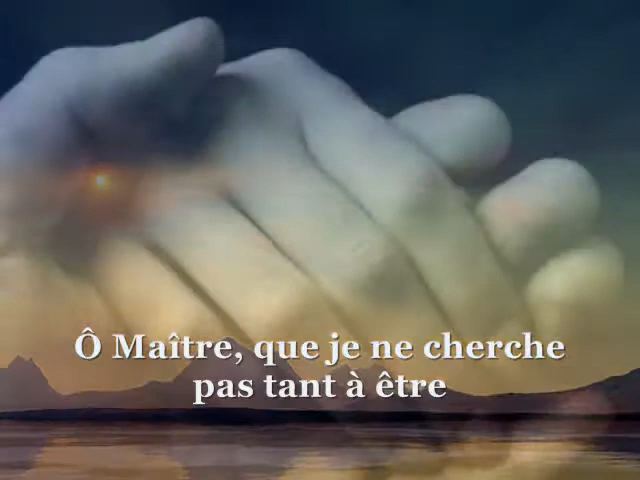 Ô Maître, que je ne cherche
pas tant à être